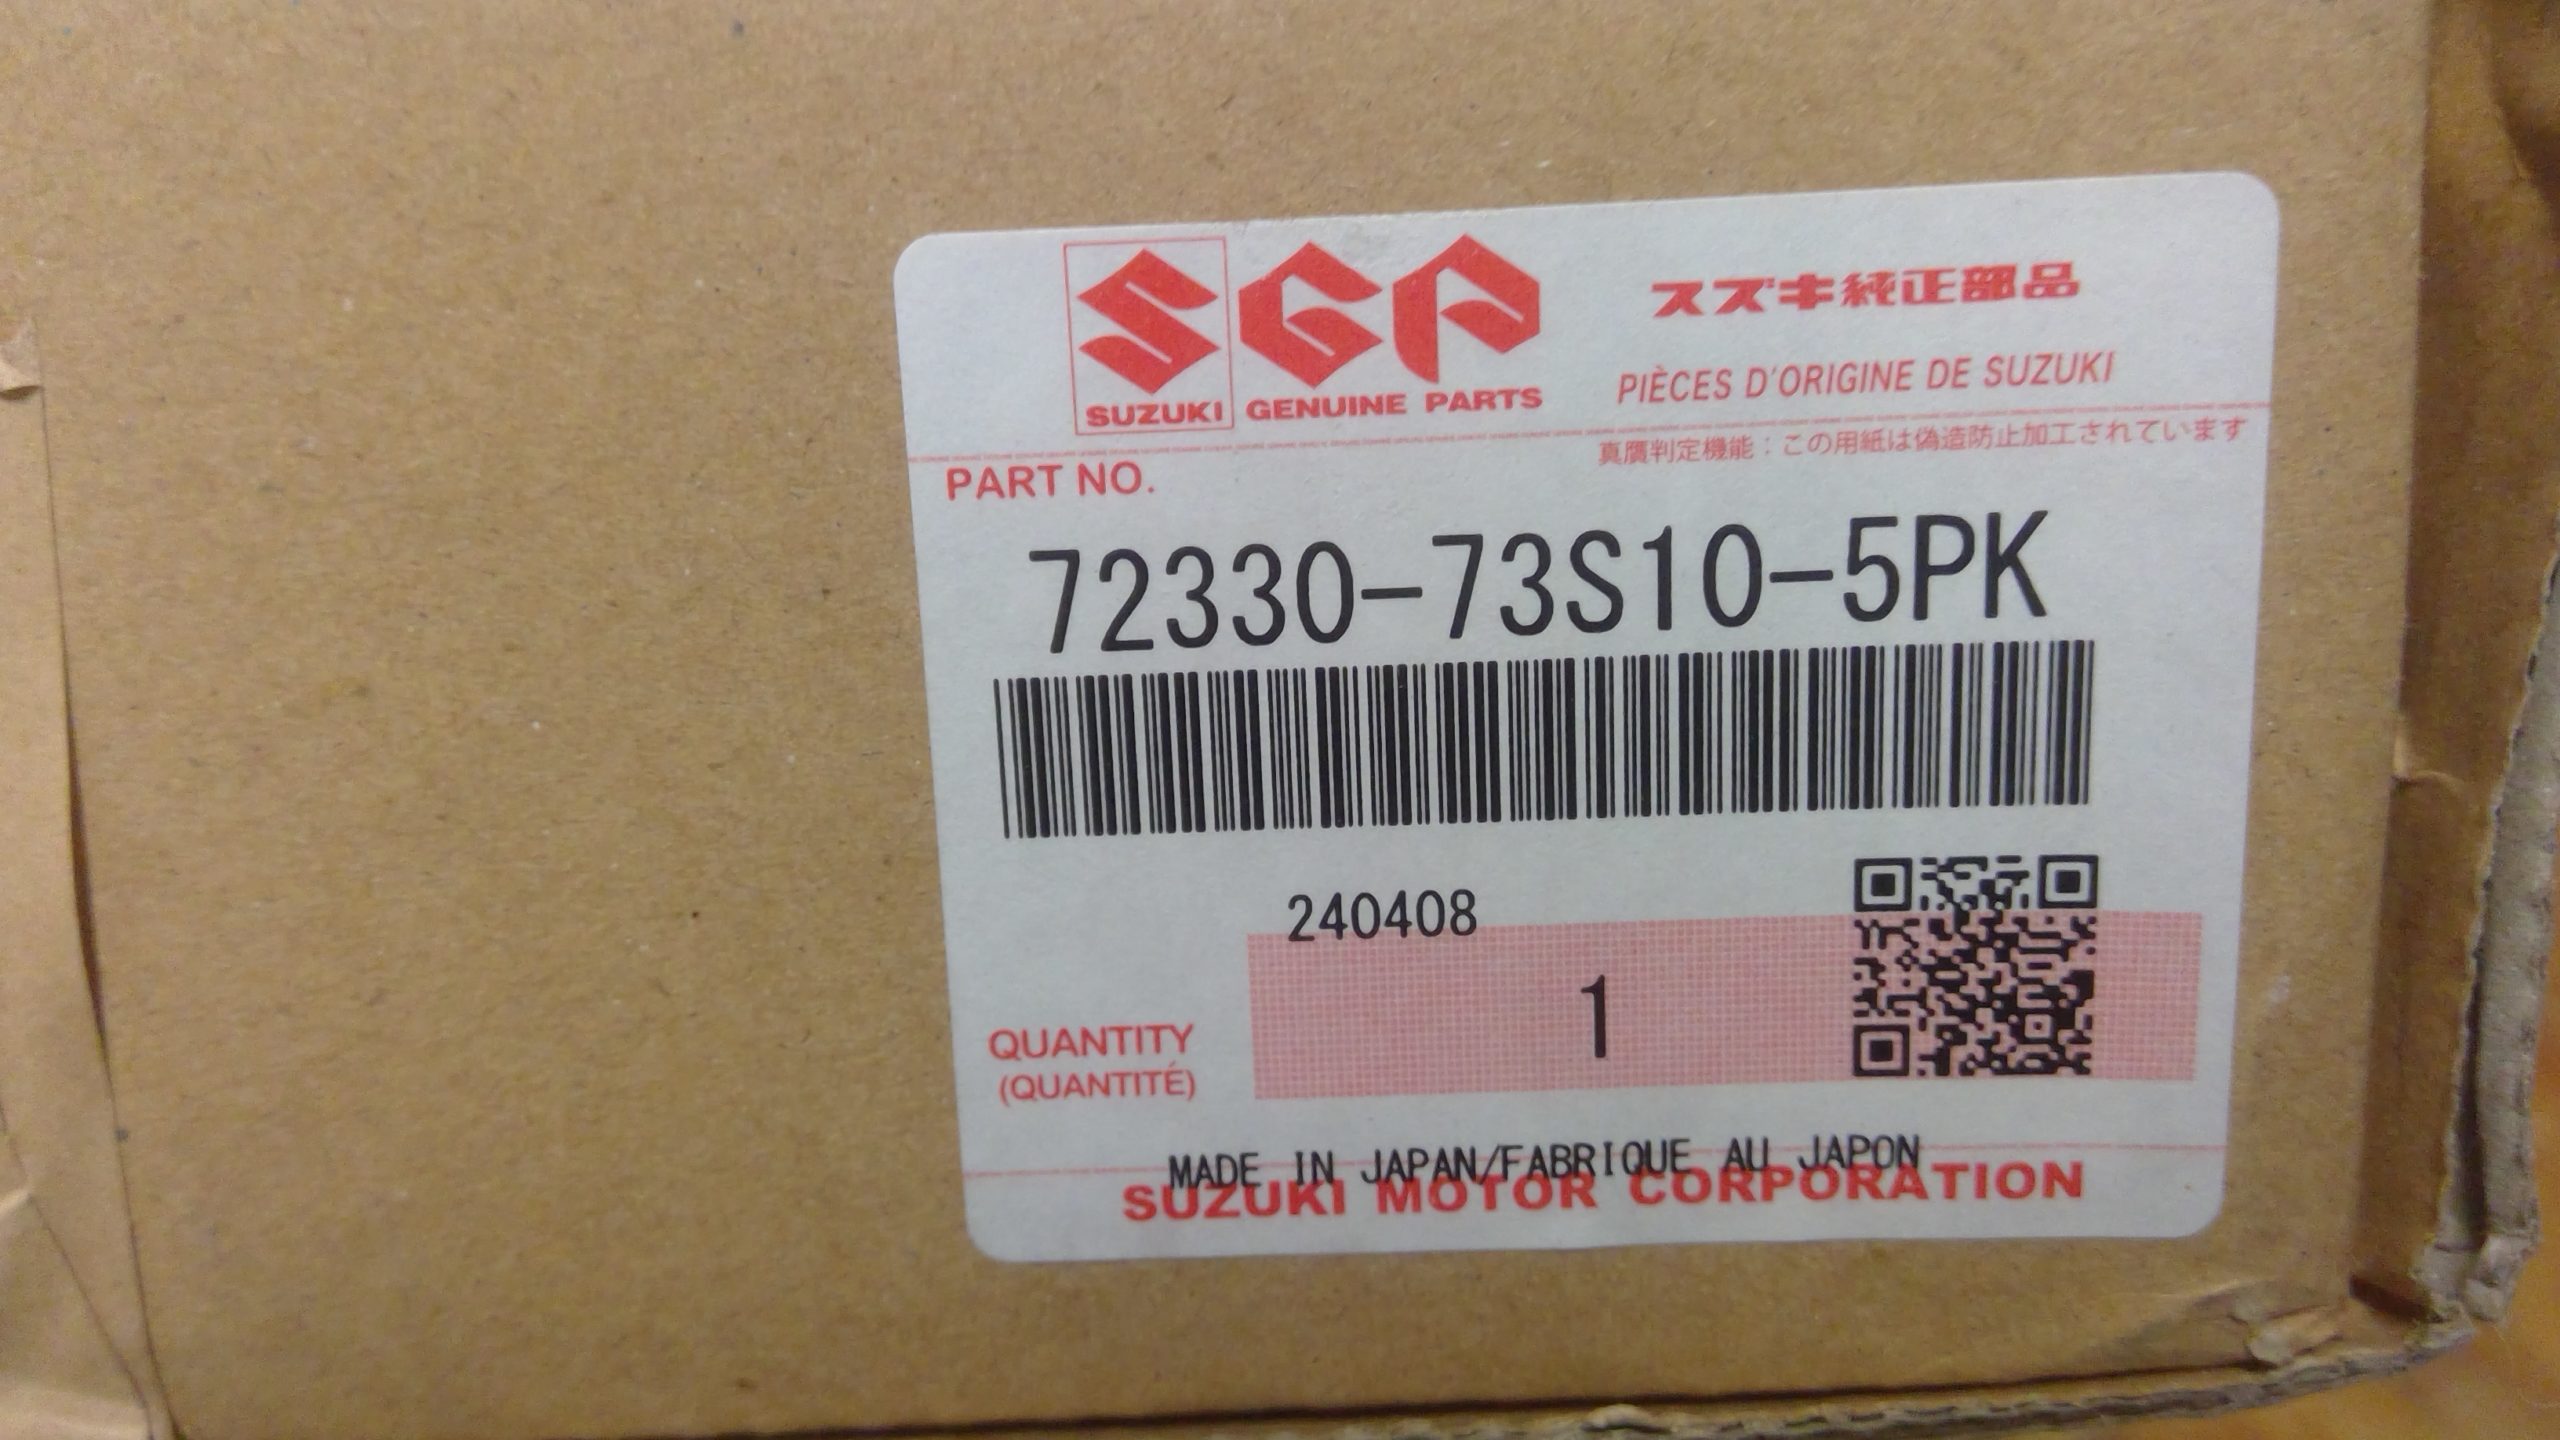 スズキ純正部品
SUZUKI GENUINE PARTS
PIÈCES D'ORIGINE DE SUZUKI
真贋判定機能：この用紙は偽造防止加工されています
PART NO.
72330-73S10-5PK
240408
QUANTITY
(QUANTITÉ)
1
MADE IN JAPAN/FABRIQUE AU JAPON
SUZUKI MOTOR CORPORATION